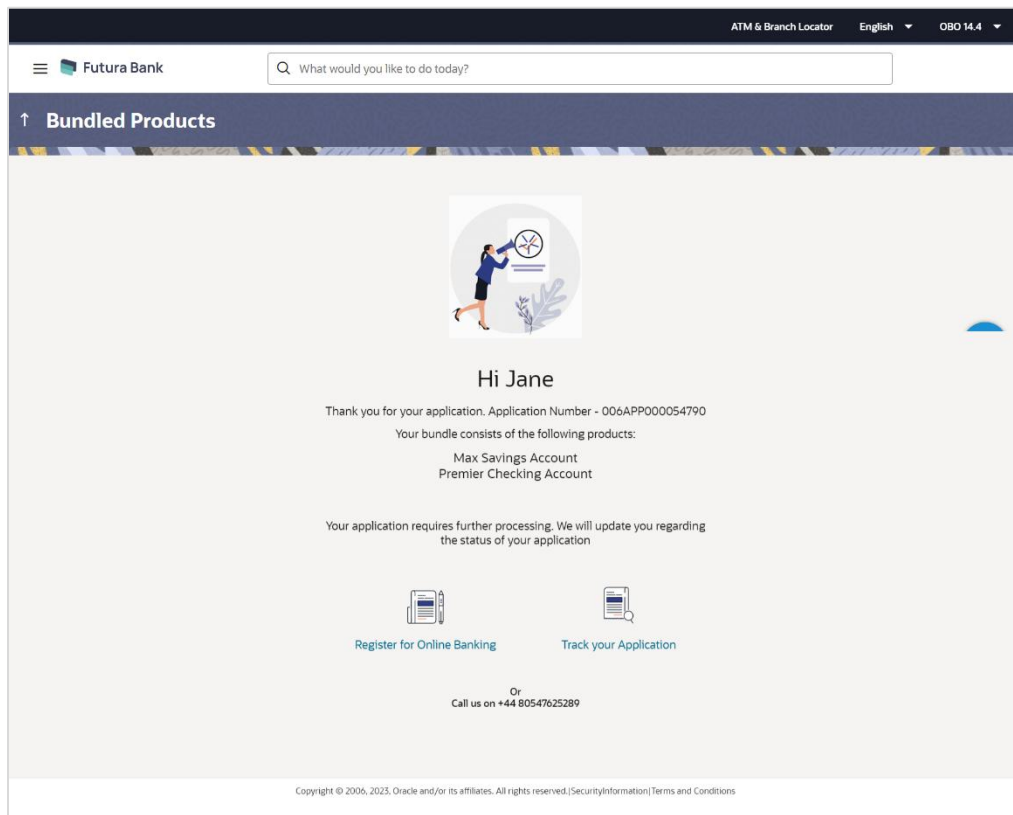 ATM & Branch Locator English OBO 14.4
Futura Bank What would you like to do today?
Bundled Products
Hi Jane
Thank you for your application. Application Number - 006APP000054790
Your bundle consists of the following products:
Max Savings Account
Premier Checking Account
Your application requires further processing. We will update you regarding
the status of your application
Register for Online Banking Track your Application
Or
Call us on +44 80547625289
Copyright © 2006, 2023, Oracle and/or its affiliates. All rights reserved.|SecurityInformation|Terms and Conditions